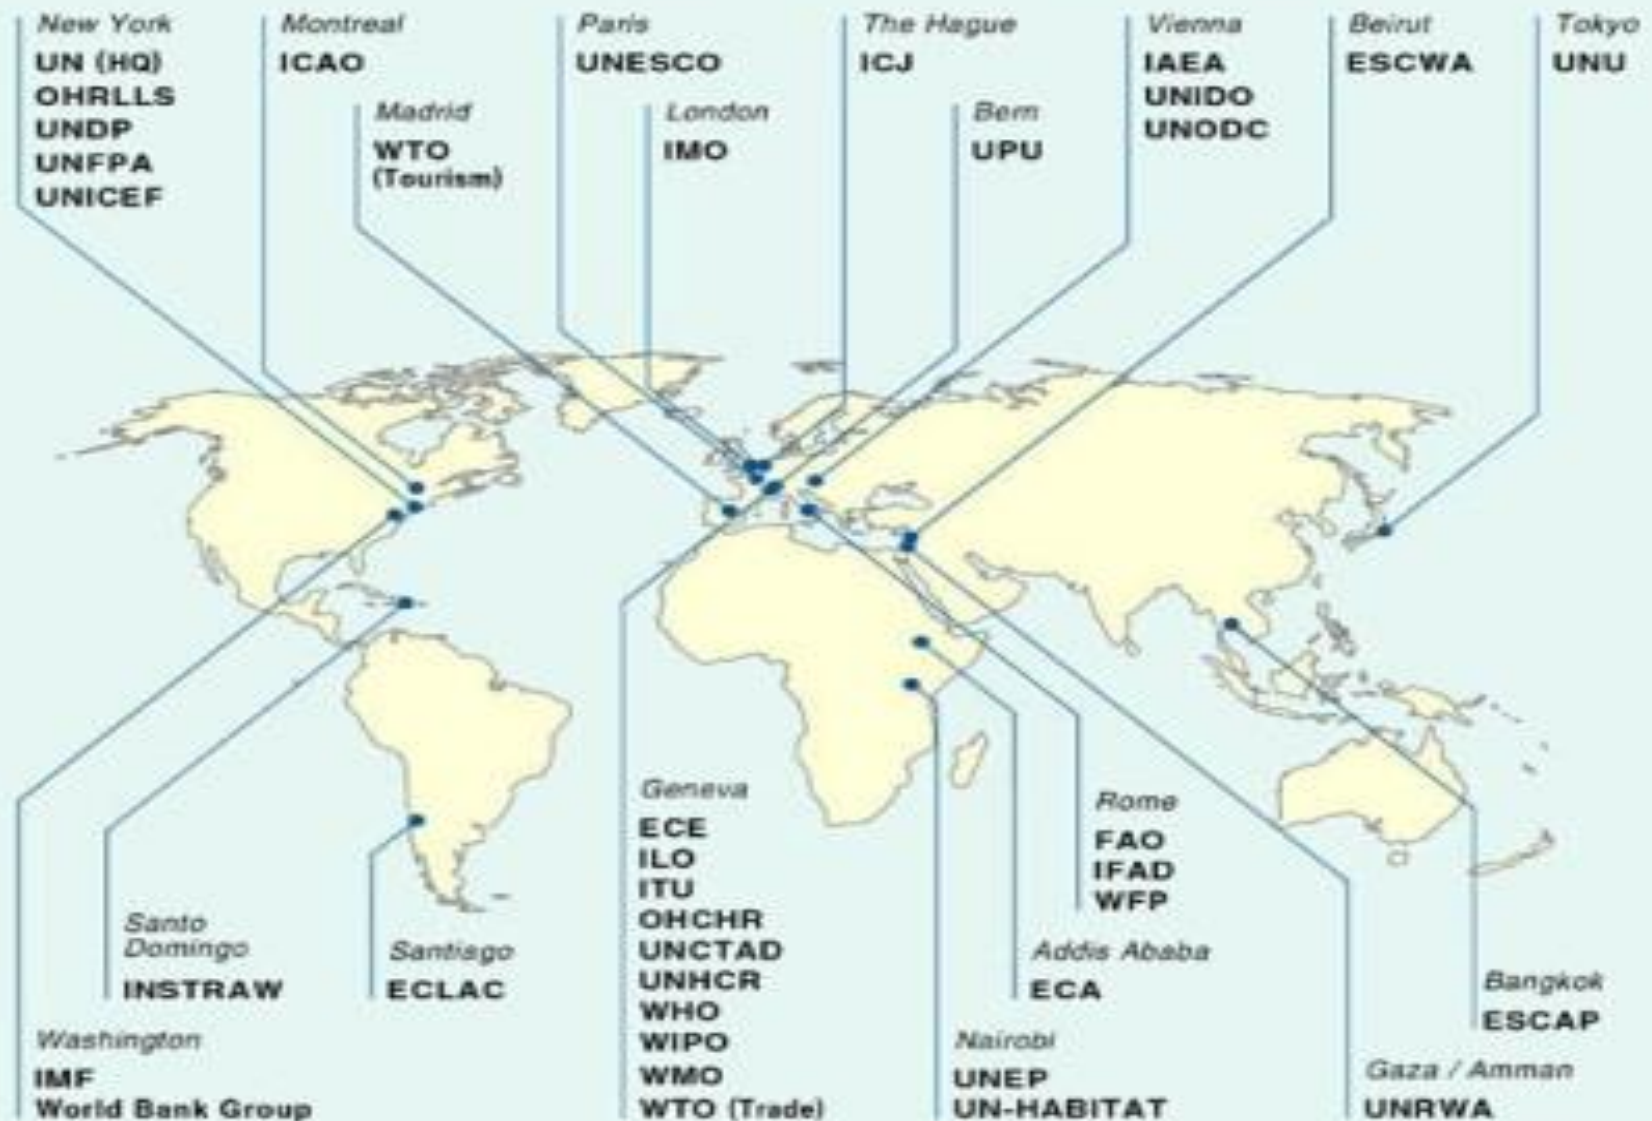 New York
UN (HQ)
OHRLLS
UNDP
UNFPA
UNICEF
Montreal
ICAO
Madrid
WTO
(Tourism)
Paris
UNESCO
London
IMO
The Hague
ICJ
Bern
UPU
Vienna
IAEA
UNIDO
UNODC
Beirut
ESCWA
Tokyo
UNU
Santo
Domingo
INSTRAW
Washington
IMF
World Bank Group
Santiago
ECLAC
Geneva
ECE
ILO
ITU
OHCHR
UNCTAD
UNHCR
WHO
WIPO
WMO
WTO (Trade)
Rome
FAO
IFAD
WFP
Addis Ababa
ECA
Nairobi
UNEP
UN-HABITAT
Bangkok
ESCAP
Gaza / Amman
UNRWA